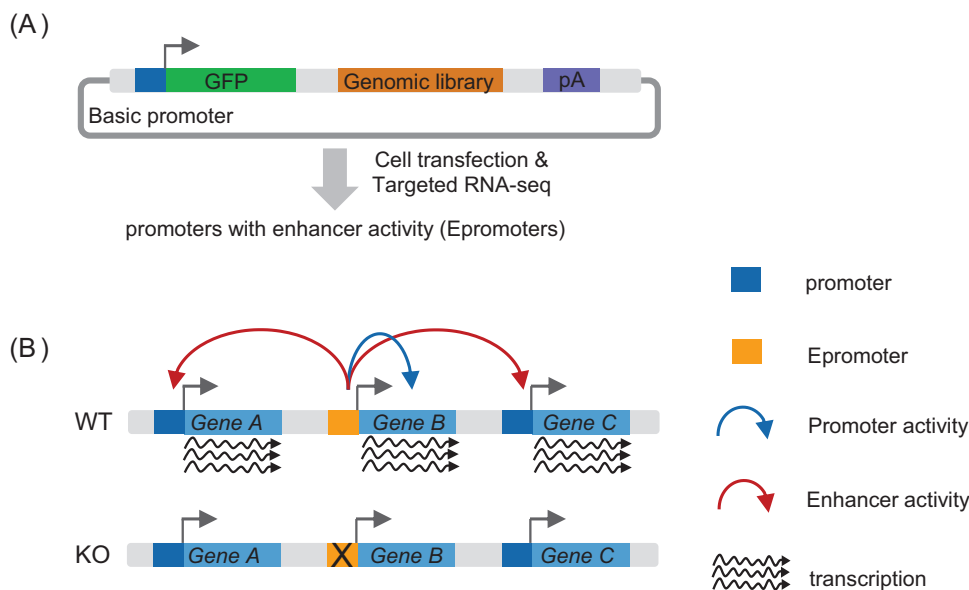 (A)
GFP
Genomic library
pA
Basic promoter
Cell transfection &
Targeted RNA-seq
promoters with enhancer activity (Epromoters)
promoter
(B)
Epromoter
WT
Gene A
Gene B
Gene C
Promoter activity
Enhancer activity
KO
Gene A
X
Gene B
Gene C
transcription